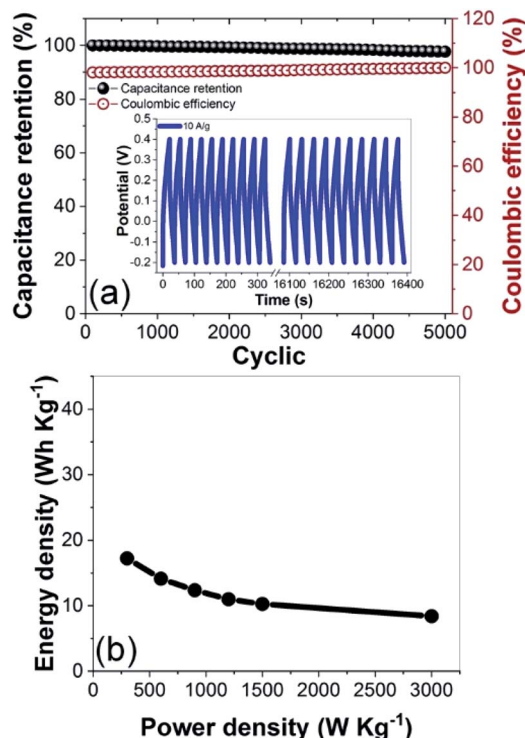 120
100
80
60
40
20
0
Capacitance retention (%)
120
100
80
60
40
20
0
Coulombic efficiency (%)
Capacitance retention
Coulombic efficiency
10 A/g
0.5
0.4
0.3
0.2
0.1
0.0
-0.1
-0.2
Potential (V)
0 100 200 300 16100 16200 16300 16400
Time (s)
(a)
0 1000 2000 3000 4000 5000
Cyclic
40
30
20
10
0
Energy density (Wh Kg⁻¹)
(b)
0 500 1000 1500 2000 2500 3000
Power density (W Kg⁻¹)